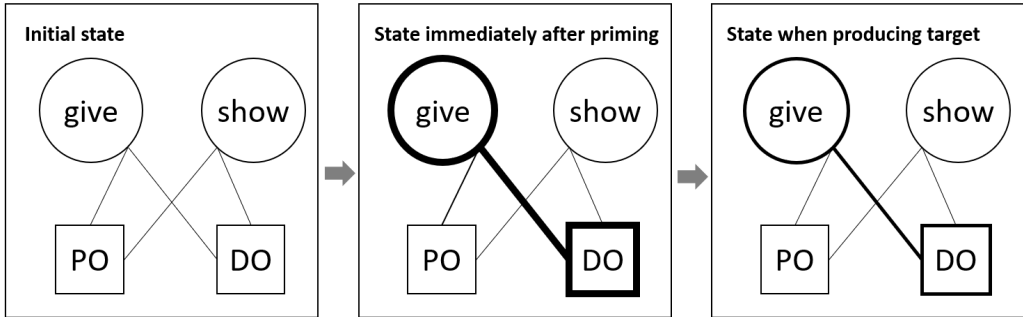 Initial state
give
show
PO
DO
State immediately after priming
give
show
PO
DO
State when producing target
give
show
PO
DO